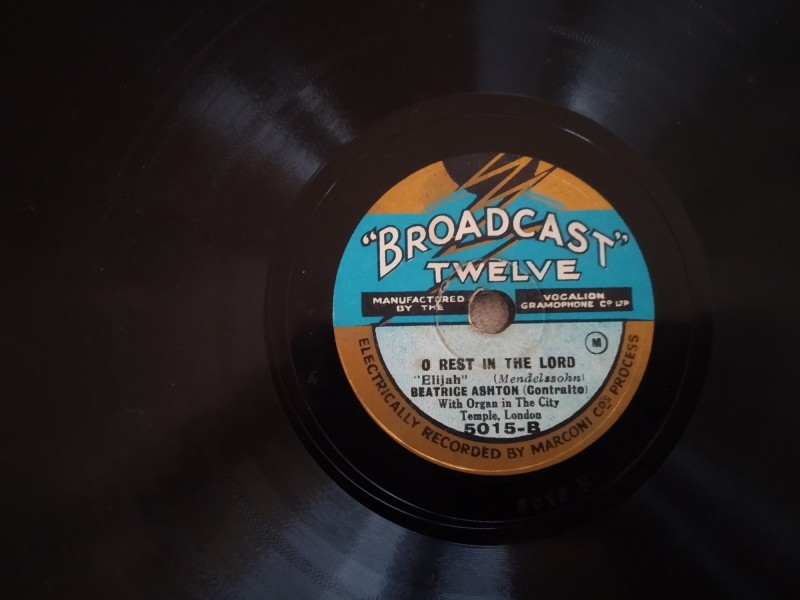 "BROADCAST"
TWELVE
MANUFACTURED BY THE
VOCALION GRAMOPHONE CO LTD
M
O REST IN THE LORD
"Elijah" (Mendelssohn)
BEATRICE ASHTON (Contralto)
With Organ in The City
Temple, London
5015-B
ELECTRICALLY RECORDED BY MARCONI COS PROCESS